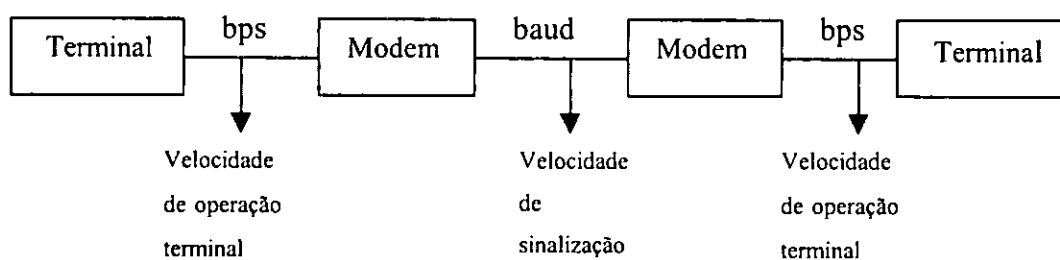 Terminal
bps
Modem
baud
Modem
bps
Terminal
Velocidade
de operação
terminal
Velocidade
de
sinalização
Velocidade
de operação
terminal